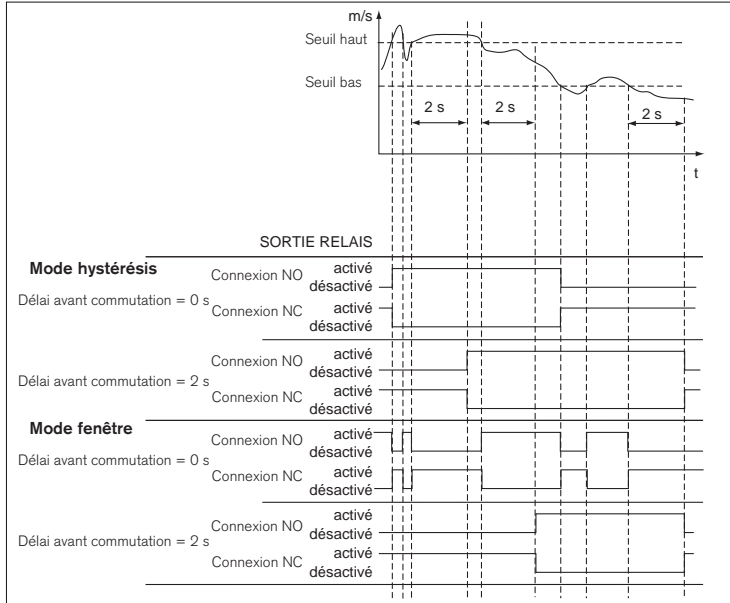 m/s
Seuil haut
Seuil bas
2 s
2 s
2 s
t
SORTIE RELAIS
Mode hystérésis
Délai avant commutation = 0 s
Connexion NO
activé
désactivé
Connexion NC
activé
désactivé
Délai avant commutation = 2 s
Connexion NO
activé
désactivé
Connexion NC
activé
désactivé
Mode fenêtre
Délai avant commutation = 0 s
Connexion NO
activé
désactivé
Connexion NC
activé
désactivé
Délai avant commutation = 2 s
Connexion NO
activé
désactivé
Connexion NC
activé
désactivé